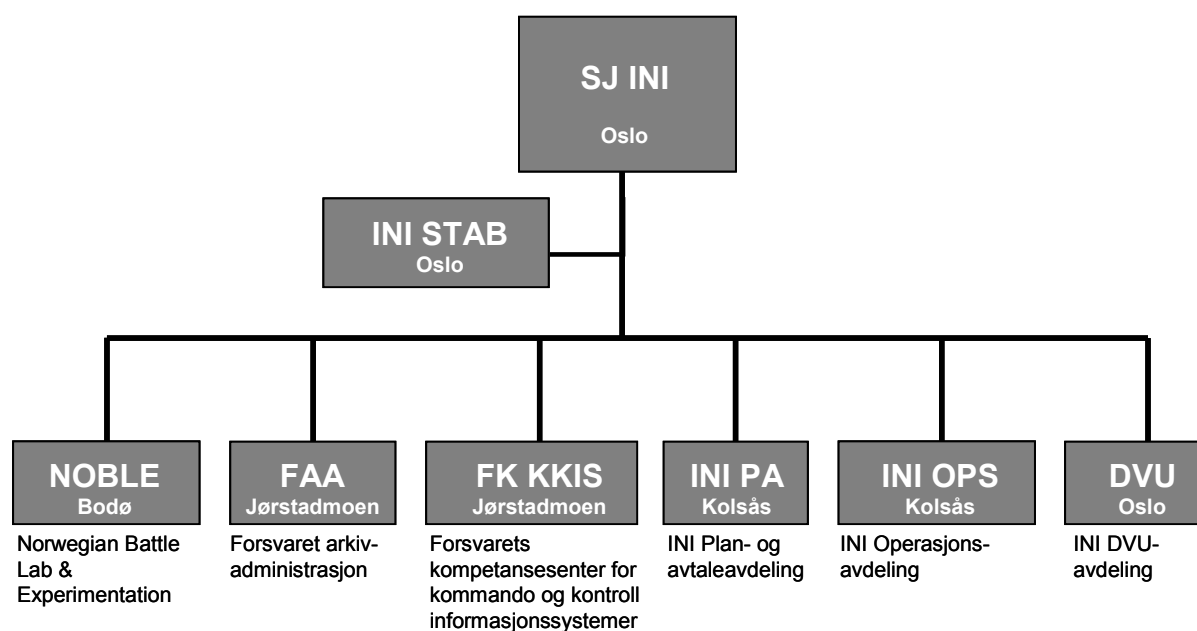 SJ INI
Oslo
INI STAB
Oslo
NOBLE
Bodø
Norwegian Battle
Lab &
Experimentation
FAA
Jørstadmoen
Forsvaret arkiv-
administrasjon
FK KKIS
Jørstadmoen
Forsvarets
kompetansesenter for
kommando og kontroll
informasjonssystemer
INI PA
Kolsås
INI Plan- og
avtaleavdeling
INI OPS
Kolsås
INI Operasjons-
avdeling
DVU
Oslo
INI DVU-
avdeling